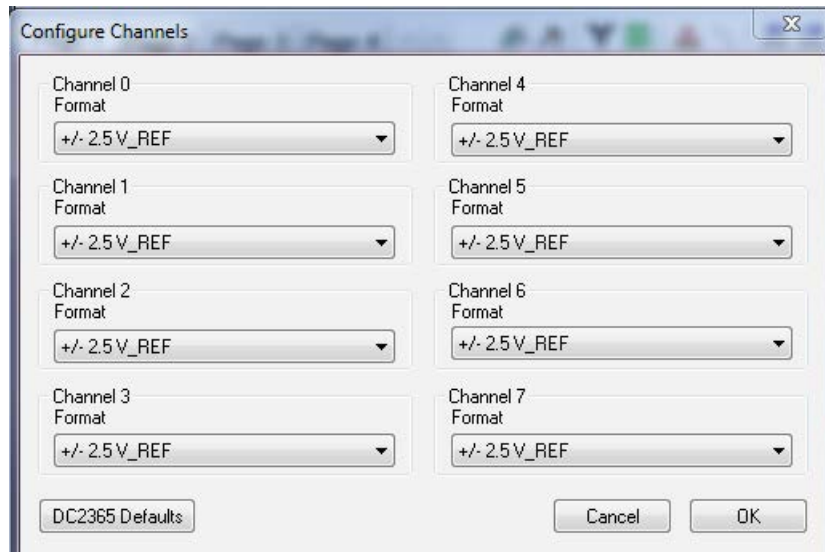 Configure Channels
Channel 0
Format
+/- 2.5 V_REF
Channel 1
Format
+/- 2.5 V_REF
Channel 2
Format
+/- 2.5 V_REF
Channel 3
Format
+/- 2.5 V_REF
Channel 4
Format
+/- 2.5 V_REF
Channel 5
Format
+/- 2.5 V_REF
Channel 6
Format
+/- 2.5 V_REF
Channel 7
Format
+/- 2.5 V_REF
DC2365 Defaults
Cancel
OK